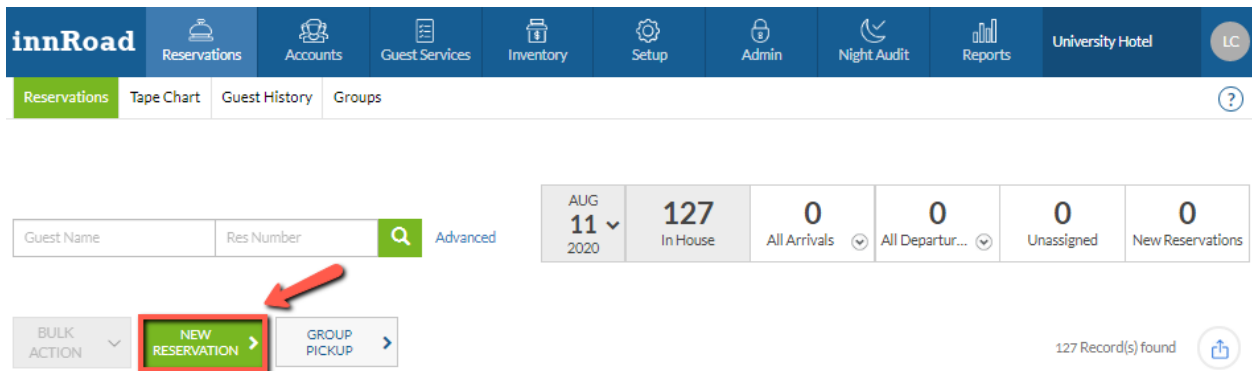 innRoad
Reservations
Accounts
Guest Services
Inventory
Setup
Admin
Night Audit
Reports
University Hotel
LC
Reservations
Tape Chart
Guest History
Groups
?
Guest Name
Res Number
Advanced
AUG
11
2020
127
In House
0
All Arrivals
0
All Departur...
0
Unassigned
0
New Reservations
BULK
ACTION
NEW
RESERVATION
GROUP
PICKUP
127 Record(s) found